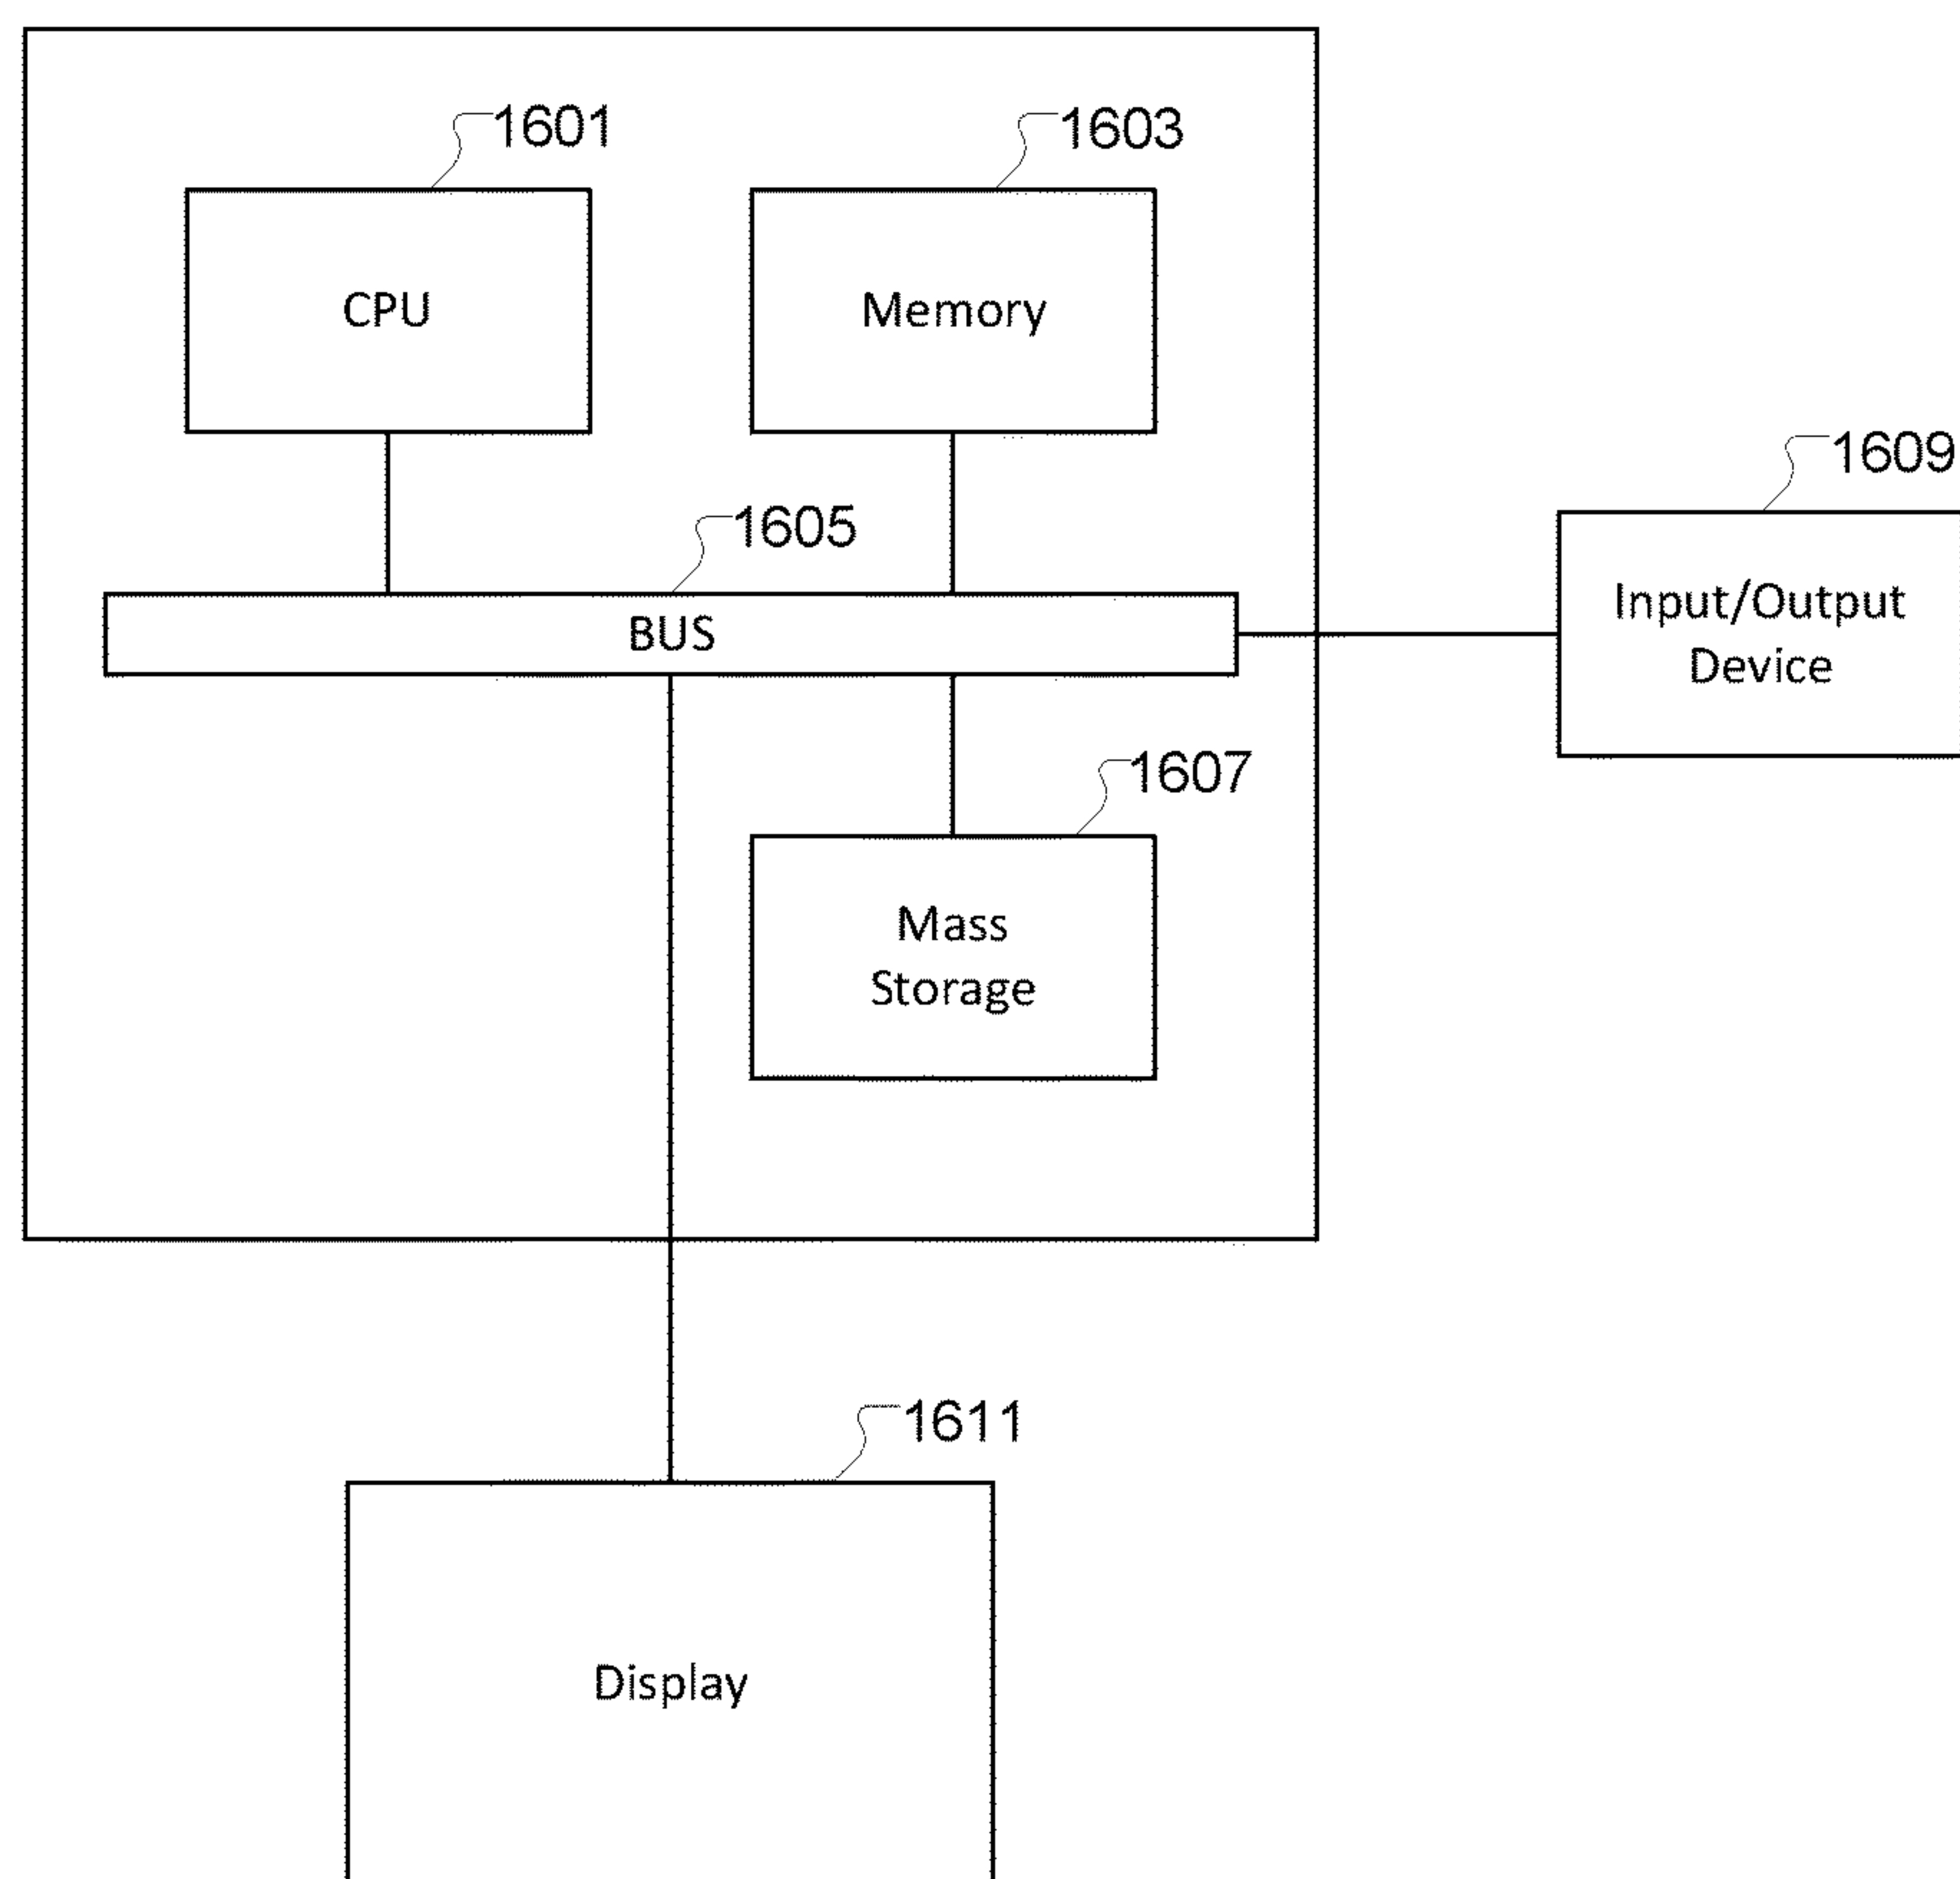 1601
1603
CPU
Memory
1609
1605
BUS
Input/Output
Device
1607
Mass
Storage
1611
Display